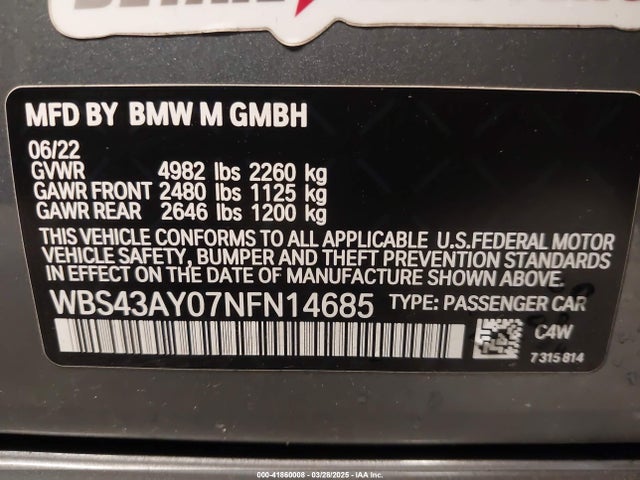 MFD BY BMW M GMBH
06/22
GVWR 4982 lbs 2260 kg
GAWR FRONT 2480 lbs 1125 kg
GAWR REAR 2646 lbs 1200 kg
THIS VEHICLE CONFORMS TO ALL APPLICABLE U.S.FEDERAL MOTOR
VEHICLE SAFETY, BUMPER AND THEFT PREVENTION STANDARDS
IN EFFECT ON THE DATE OF MANUFACTURE SHOWN ABOVE.
WBS43AY07NFN14685 TYPE: PASSENGER CAR
C4W
7 315 814
000-41860008 - 03/28/2025 - IAA Inc.